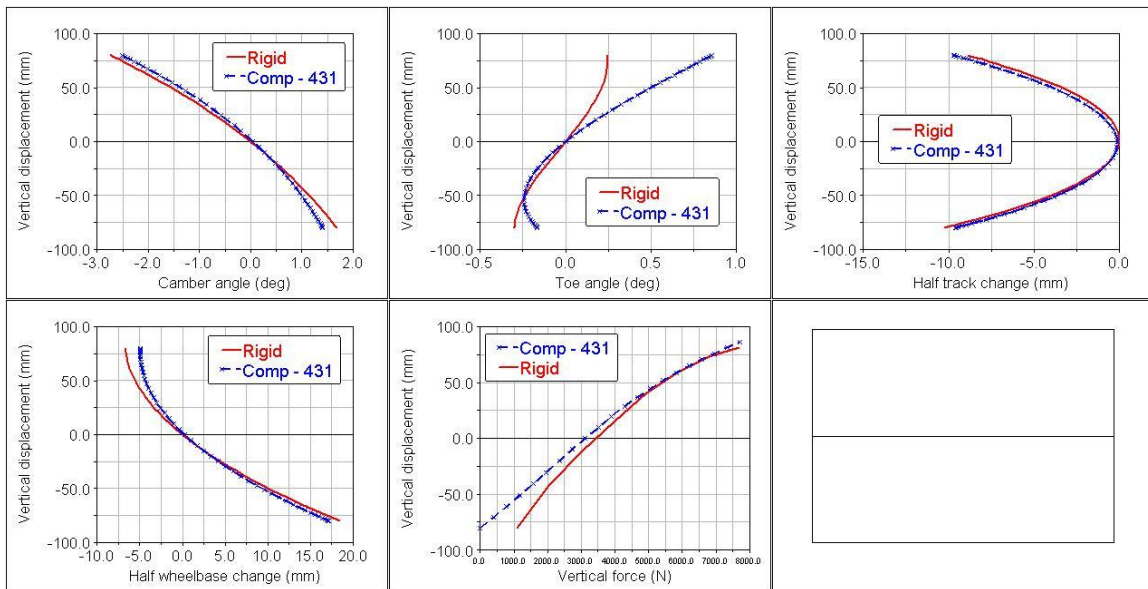 100.0
50.0
0.0
-50.0
-100.0
Vertical displacement (mm)
-3.0 -2.0 -1.0 0.0 1.0 2.0
Camber angle (deg)
Rigid
Comp - 431
100.0
50.0
0.0
-50.0
-100.0
Vertical displacement (mm)
-0.5 0.0 0.5 1.0
Toe angle (deg)
Rigid
Comp - 431
100.0
50.0
0.0
-50.0
-100.0
Vertical displacement (mm)
-15.0 -10.0 -5.0 0.0
Half track change (mm)
Rigid
Comp - 431
100.0
50.0
0.0
-50.0
-100.0
Vertical displacement (mm)
-10.0 -5.0 0.0 5.0 10.0 15.0 20.0
Half wheelbase change (mm)
Rigid
Comp - 431
100.0
50.0
0.0
-50.0
-100.0
Vertical displacement (mm)
0.0 1000.0 2000.0 3000.0 4000.0 5000.0 6000.0 7000.0 8000.0
Vertical force (N)
Comp - 431
Rigid